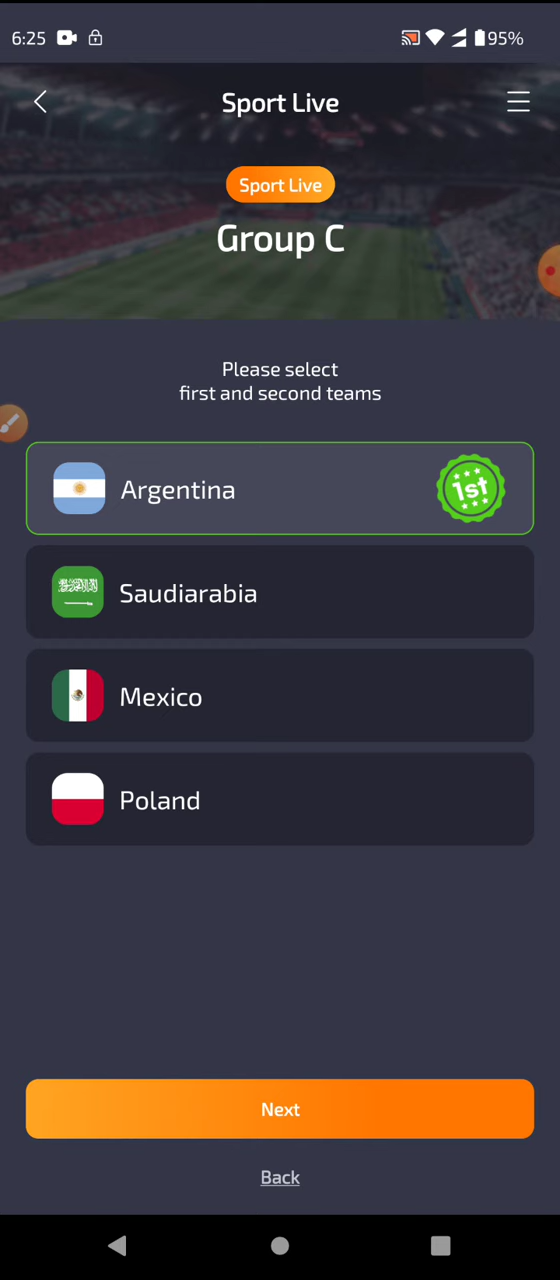 6:25 95%
Sport Live
Sport Live
Group C
Please select
first and second teams
Argentina
1st
Saudiarabia
Mexico
Poland
Next
Back